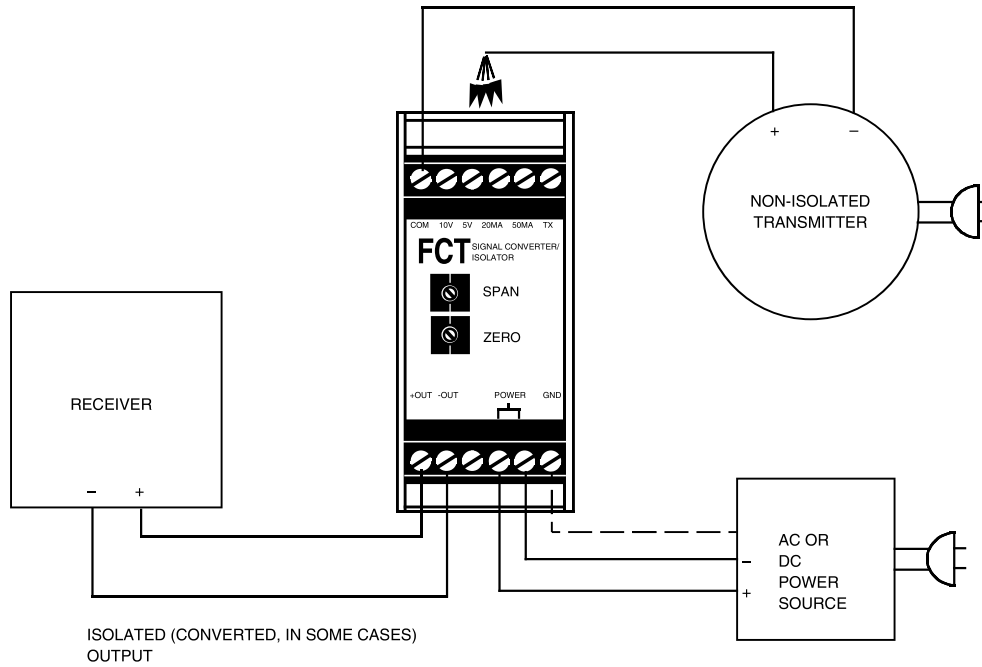 + −
NON-ISOLATED
TRANSMITTER
COM 10V 5V 20MA 50MA TX
FCT SIGNAL CONVERTER/
ISOLATOR
SPAN
ZERO
+OUT -OUT POWER GND
RECEIVER
− +
AC OR
− DC
POWER
+ SOURCE
ISOLATED (CONVERTED, IN SOME CASES)
OUTPUT